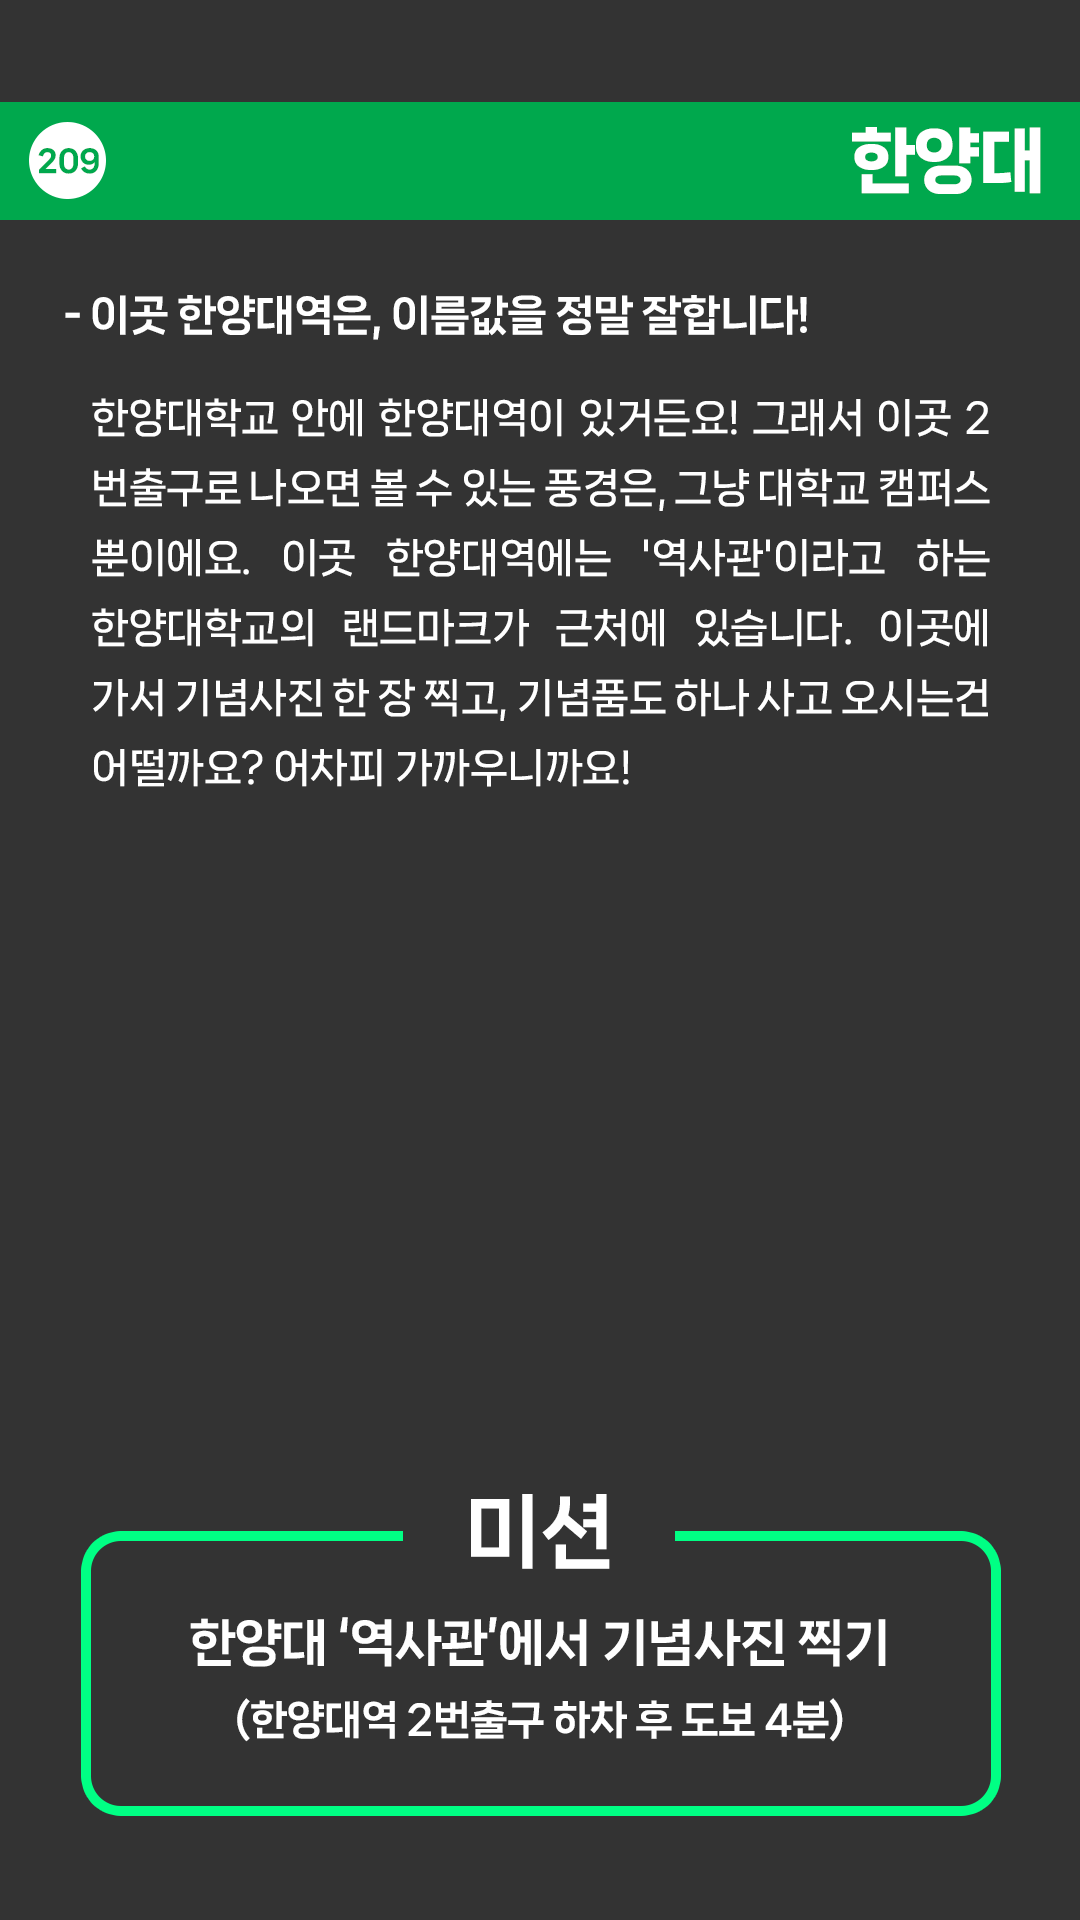 209
한양대
- 이곳 한양대역은, 이름값을 정말 잘합니다!
한양대학교 안에 한양대역이 있거든요! 그래서 이곳 2
번출구로 나오면 볼 수 있는 풍경은, 그냥 대학교 캠퍼스
뿐이에요. 이곳 한양대역에는 '역사관'이라고 하는
한양대학교의 랜드마크가 근처에 있습니다. 이곳에
가서 기념사진 한 장 찍고, 기념품도 하나 사고 오시는건
어떨까요? 어차피 가까우니까요!
미션
한양대 ‘역사관’에서 기념사진 찍기
(한양대역 2번출구 하차 후 도보 4분)